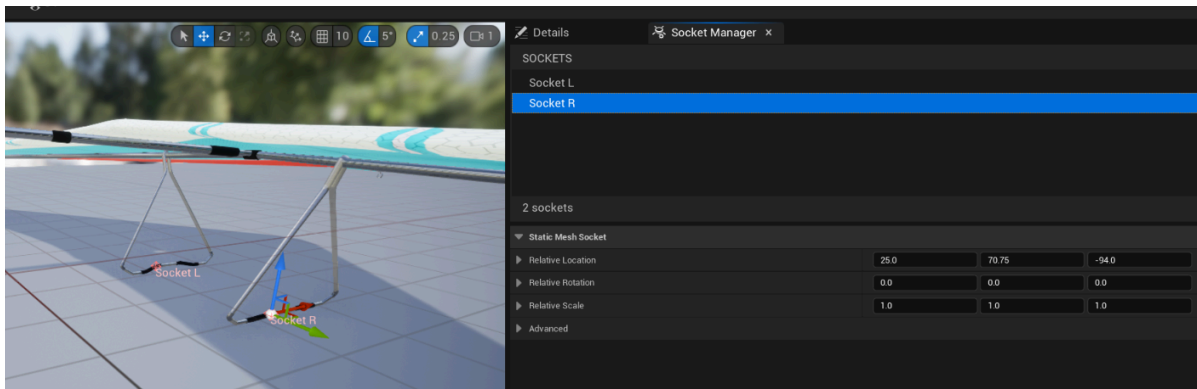 10 5° 0.25 1
Details Socket Manager ×
SOCKETS
Socket L
Socket R
2 sockets
Static Mesh Socket
Relative Location 25.0 70.75 -94.0
Relative Rotation 0.0 0.0 0.0
Relative Scale 1.0 1.0 1.0
Advanced
Socket L
Socket R